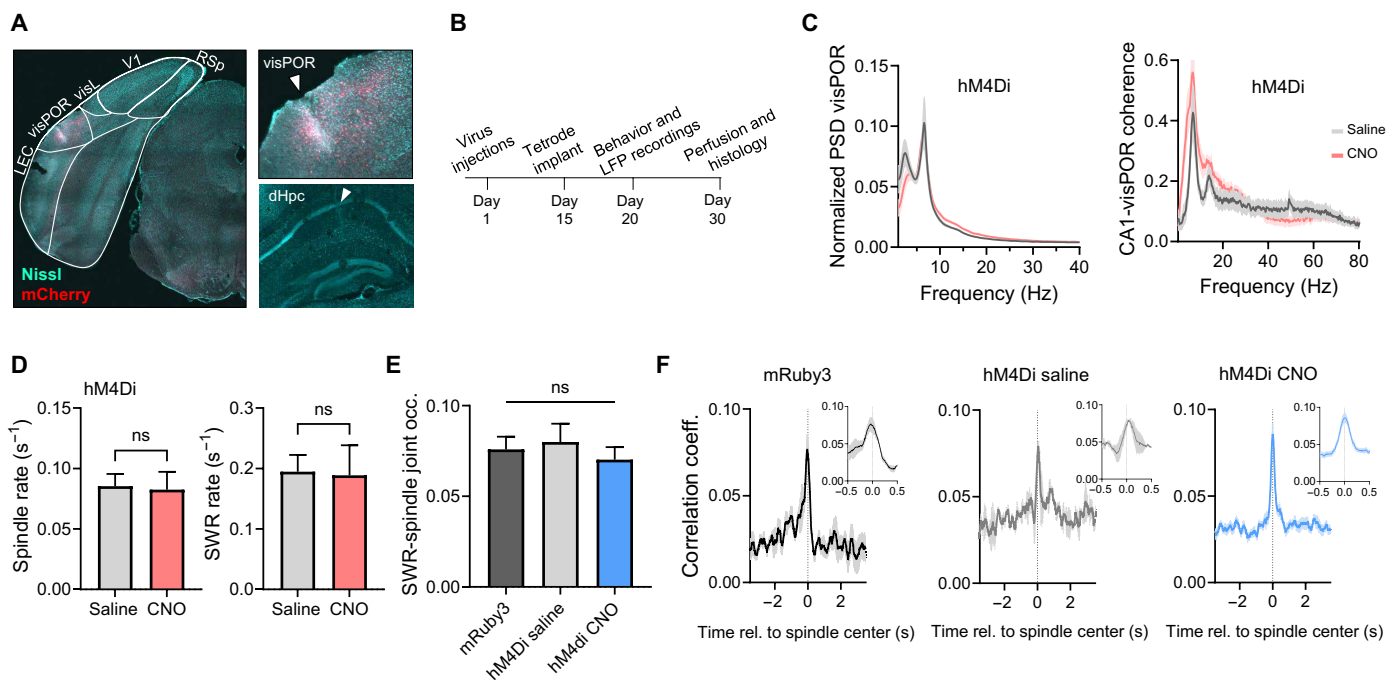 A
LEC
visPOR
visL
V1
RSp
Nissl
mCherry
visPOR
dHpc
B
Virus
injections
Tetrode
implant
Behavior and
LFP recordings
Perfusion and
histology
Day
1
Day
15
Day
20
Day
30
C
hM4Di
Normalized PSD visPOR
0.15
0.10
0.05
0.00
10
20
30
40
Frequency (Hz)
hM4Di
CA1-visPOR coherence
0.6
0.4
0.2
0.0
20
40
60
80
Frequency (Hz)
Saline
CNO
D
hM4Di
Spindle rate (s⁻¹)
0.15
0.10
0.05
0.00
ns
Saline
CNO
SWR rate (s⁻¹)
0.3
0.2
0.1
0.0
ns
Saline
CNO
E
SWR-spindle joint occ.
0.10
0.05
0.00
ns
mRuby3
hM4Di saline
hM4di CNO
F
mRuby3
Correlation coeff.
0.10
0.05
0.00
−2
0
2
Time rel. to spindle center (s)
0.10
0.05
0.00
−0.5
0.0
0.5
hM4Di saline
0.10
0.05
0.00
−2
0
2
Time rel. to spindle center (s)
0.10
0.05
0.00
−0.5
0.0
0.5
hM4Di CNO
0.10
0.05
0.00
−2
0
2
Time rel. to spindle center (s)
0.10
0.05
0.00
−0.5
0.0
0.5